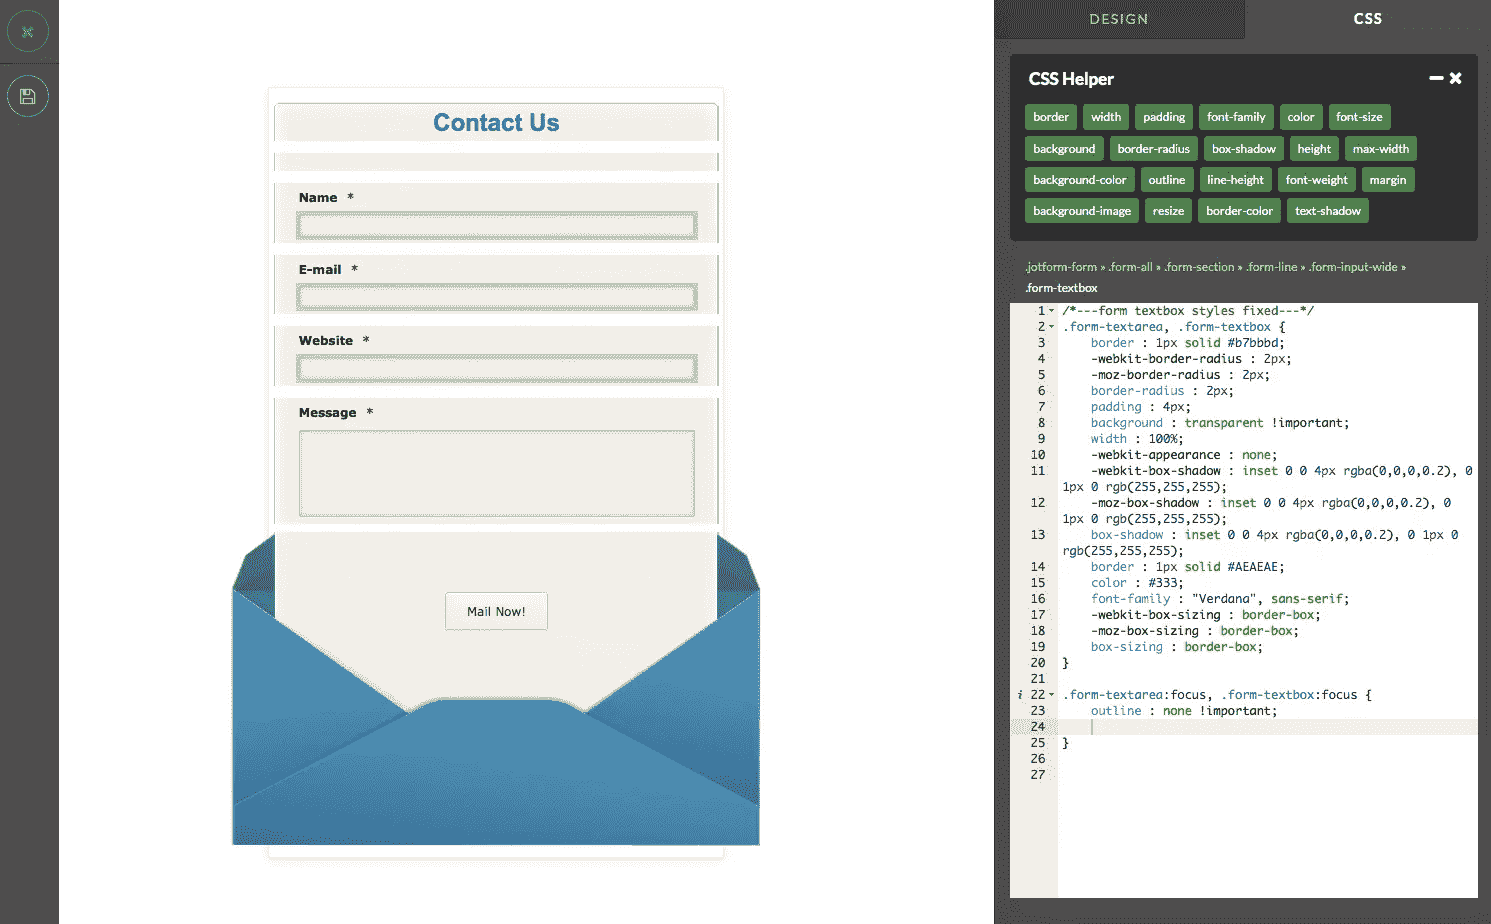 DESIGN CSS
CSS Helper
border width padding font-family color font-size
background border-radius box-shadow height max-width
background-color outline line-height font-weight margin
background-image resize border-color text-shadow
.jotform-form » .form-all » .form-section » .form-line » .form-input-wide »
.form-textbox
Contact Us
Name *
E-mail *
Website *
Message *
Mail Now!
1 /*---form textbox styles fixed---*/
2 .form-textarea, .form-textbox {
3 border : 1px solid #b7bbbd;
4 -webkit-border-radius : 2px;
5 -moz-border-radius : 2px;
6 border-radius : 2px;
7 padding : 4px;
8 background : transparent !important;
9 width : 100%;
10 -webkit-appearance : none;
11 -webkit-box-shadow : inset 0 0 4px rgba(0,0,0,0.2), 0
1px 0 rgb(255,255,255);
12 -moz-box-shadow : inset 0 0 4px rgba(0,0,0,0.2), 0
1px 0 rgb(255,255,255);
13 box-shadow : inset 0 0 4px rgba(0,0,0,0.2), 0 1px 0
rgb(255,255,255);
14 border : 1px solid #AEAEAE;
15 color : #333;
16 font-family : "Verdana", sans-serif;
17 -webkit-box-sizing : border-box;
18 -moz-box-sizing : border-box;
19 box-sizing : border-box;
20 }
21
i 22 .form-textarea:focus, .form-textbox:focus {
23 outline : none !important;
24
25 }
26
27